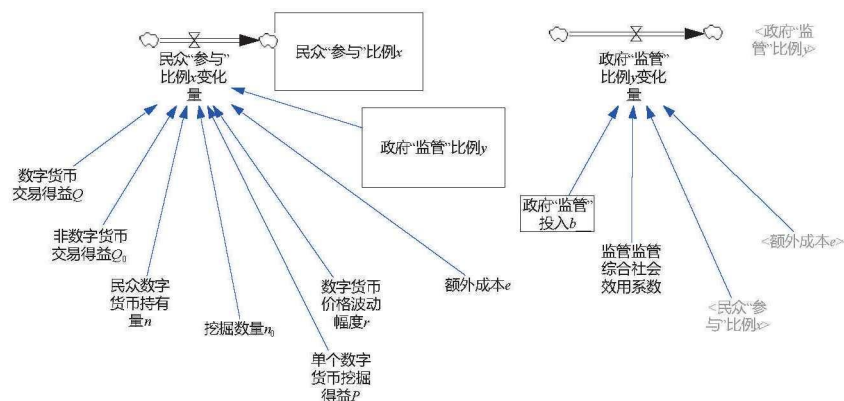 民众“参与”
比例x变化
量
民众“参与”比例x
政府“监管”比例y
数字货币
交易得益Q
非数字货币
交易得益Q₀
民众数字
货币持有
量n
挖掘数量n₀
数字货币
价格波动
幅度r
单个数字
货币挖掘
得益P
额外成本e
政府“监管”
比例y变化
量
<政府“监
管”比例y>
政府“监管”
投入b
监管监管
综合社会
效用系数
<民众“参
与”比例x>
<额外成本e>